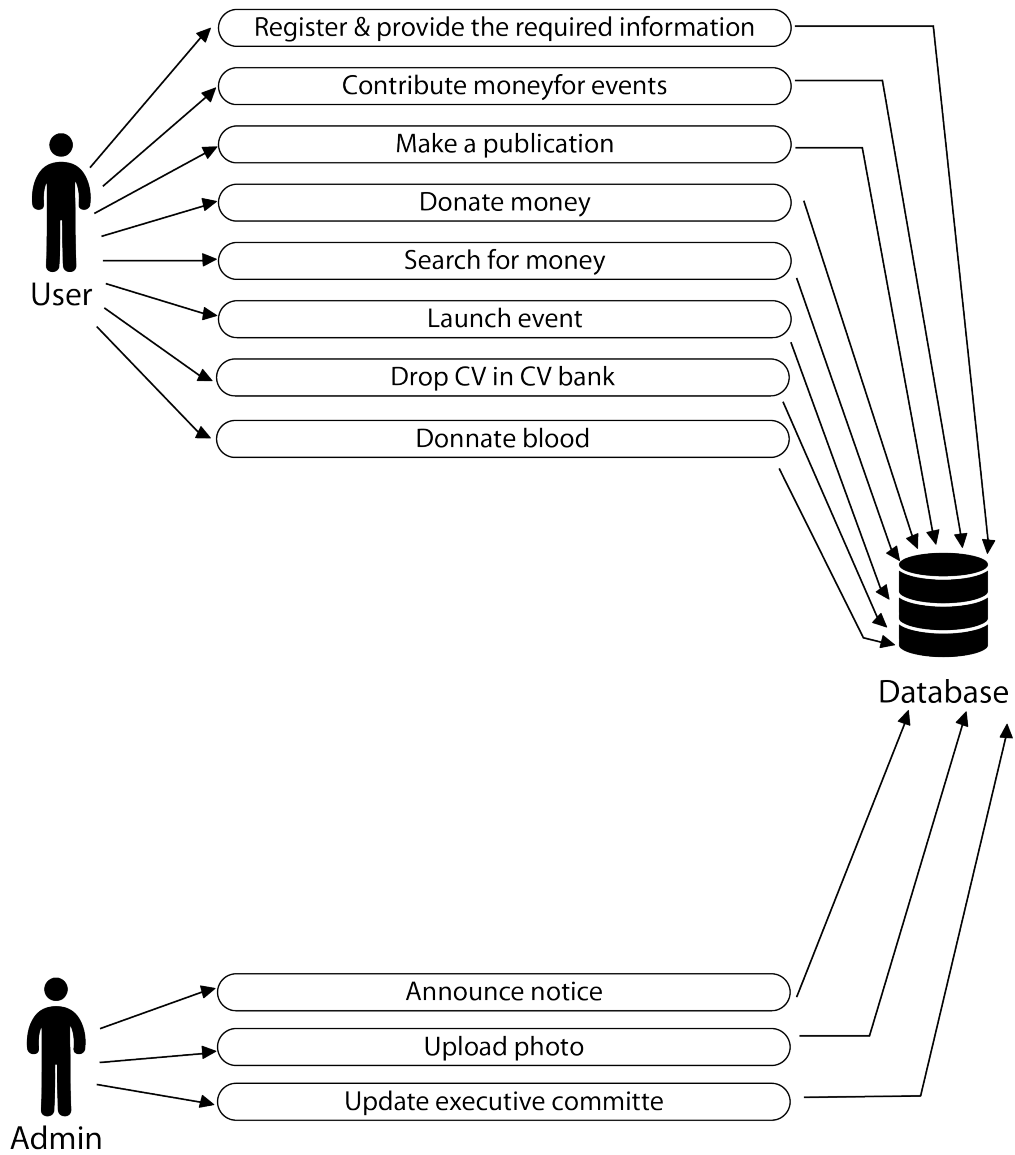 Register & provide the required information
Contribute moneyfor events
Make a publication
Donate money
Search for money
User
Launch event
Drop CV in CV bank
Donnate blood
Database
Announce notice
Upload photo
Update executive committe
Admin